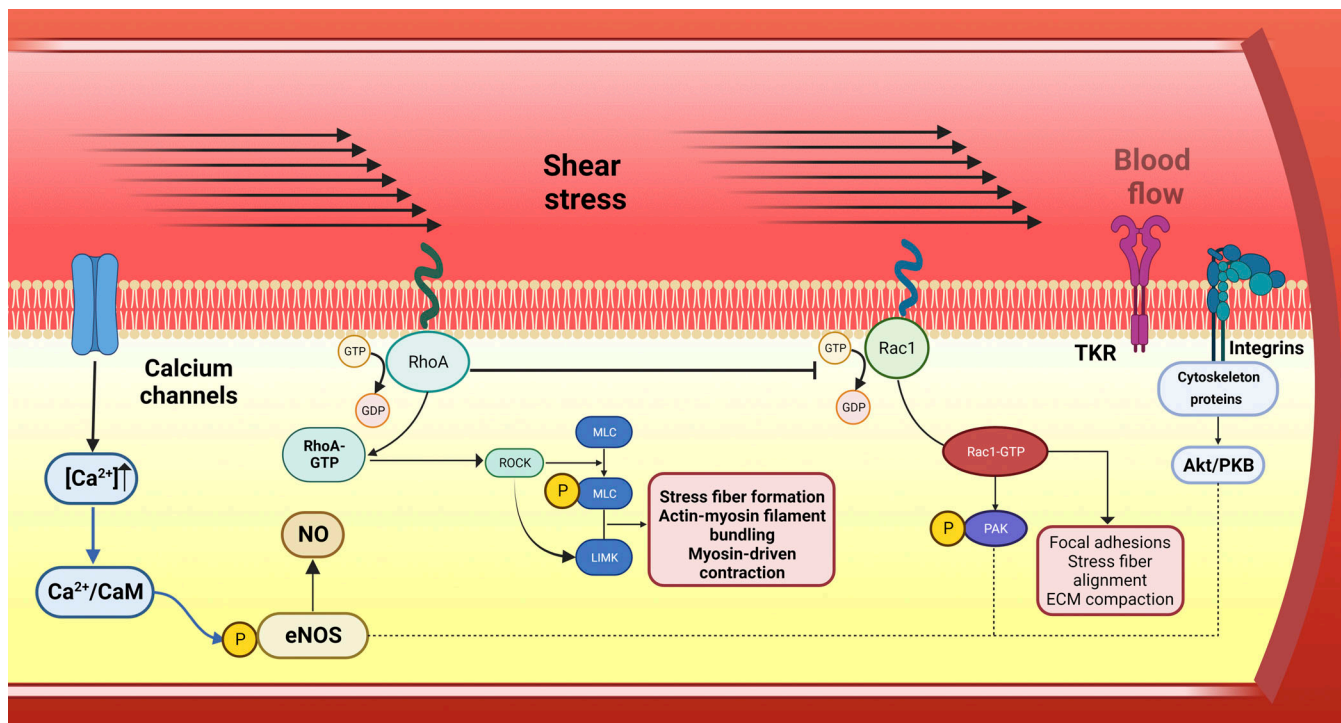 Shear
stress
Blood
flow
Calcium
channels
GTP
GDP
RhoA
GTP
GDP
Rac1
TKR
Integrins
Cytoskeleton
proteins
Akt/PKB
[Ca²⁺]↑
Ca²⁺/CaM
P
eNOS
NO
RhoA-
GTP
ROCK
MLC
P
MLC
LIMK
Stress fiber formation
Actin-myosin filament
bundling
Myosin-driven
contraction
Rac1-GTP
P
PAK
Focal adhesions
Stress fiber
alignment
ECM compaction